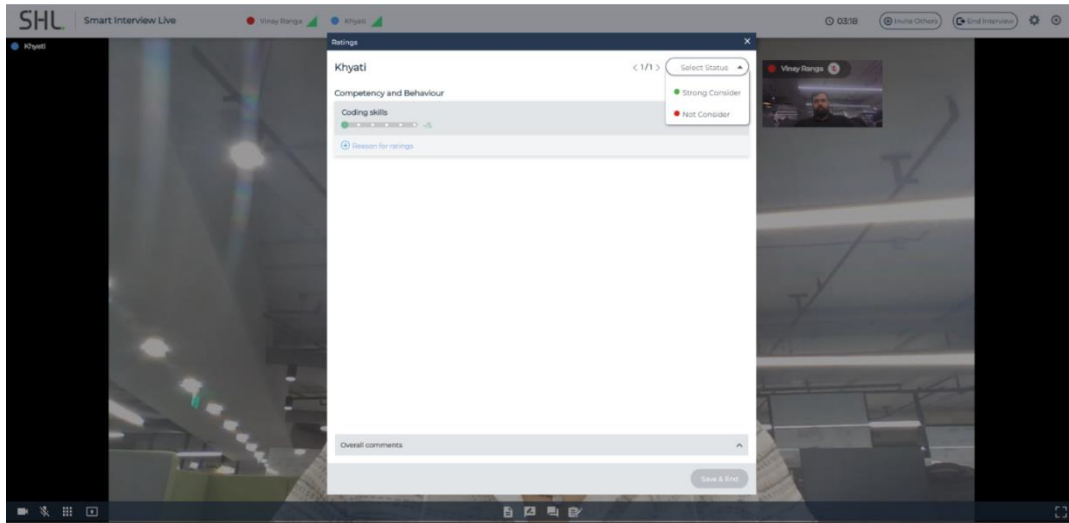 SHL. Smart Interview Live Vinay Ranga Khyati 03:18 Invite Others End Interview
Khyati
Ratings
Khyati < 1/1 > Select Status
Vinay Ranga
Strong Consider
Not Consider
Competency and Behaviour
Coding skills
-/5
Reason for ratings
Overall comments
Save & End